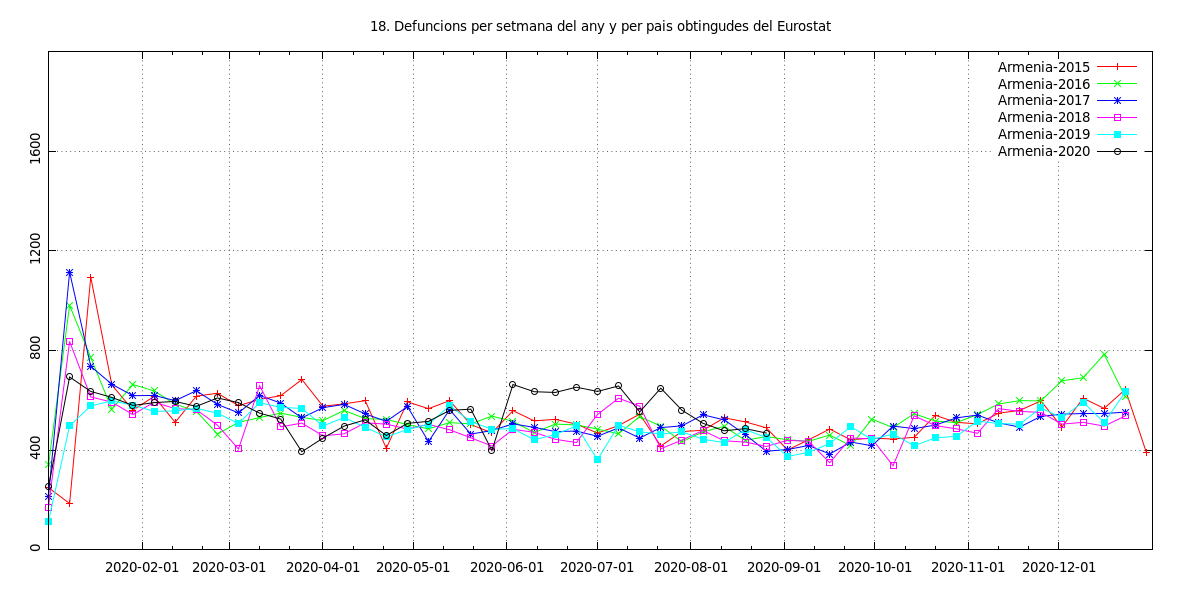 18. Defuncions per setmana del any y per pais obtingudes del Eurostat
Armenia-2015
Armenia-2016
Armenia-2017
Armenia-2018
Armenia-2019
Armenia-2020
1600
1200
800
400
0
2020-02-01 2020-03-01 2020-04-01 2020-05-01 2020-06-01 2020-07-01 2020-08-01 2020-09-01 2020-10-01 2020-11-01 2020-12-01